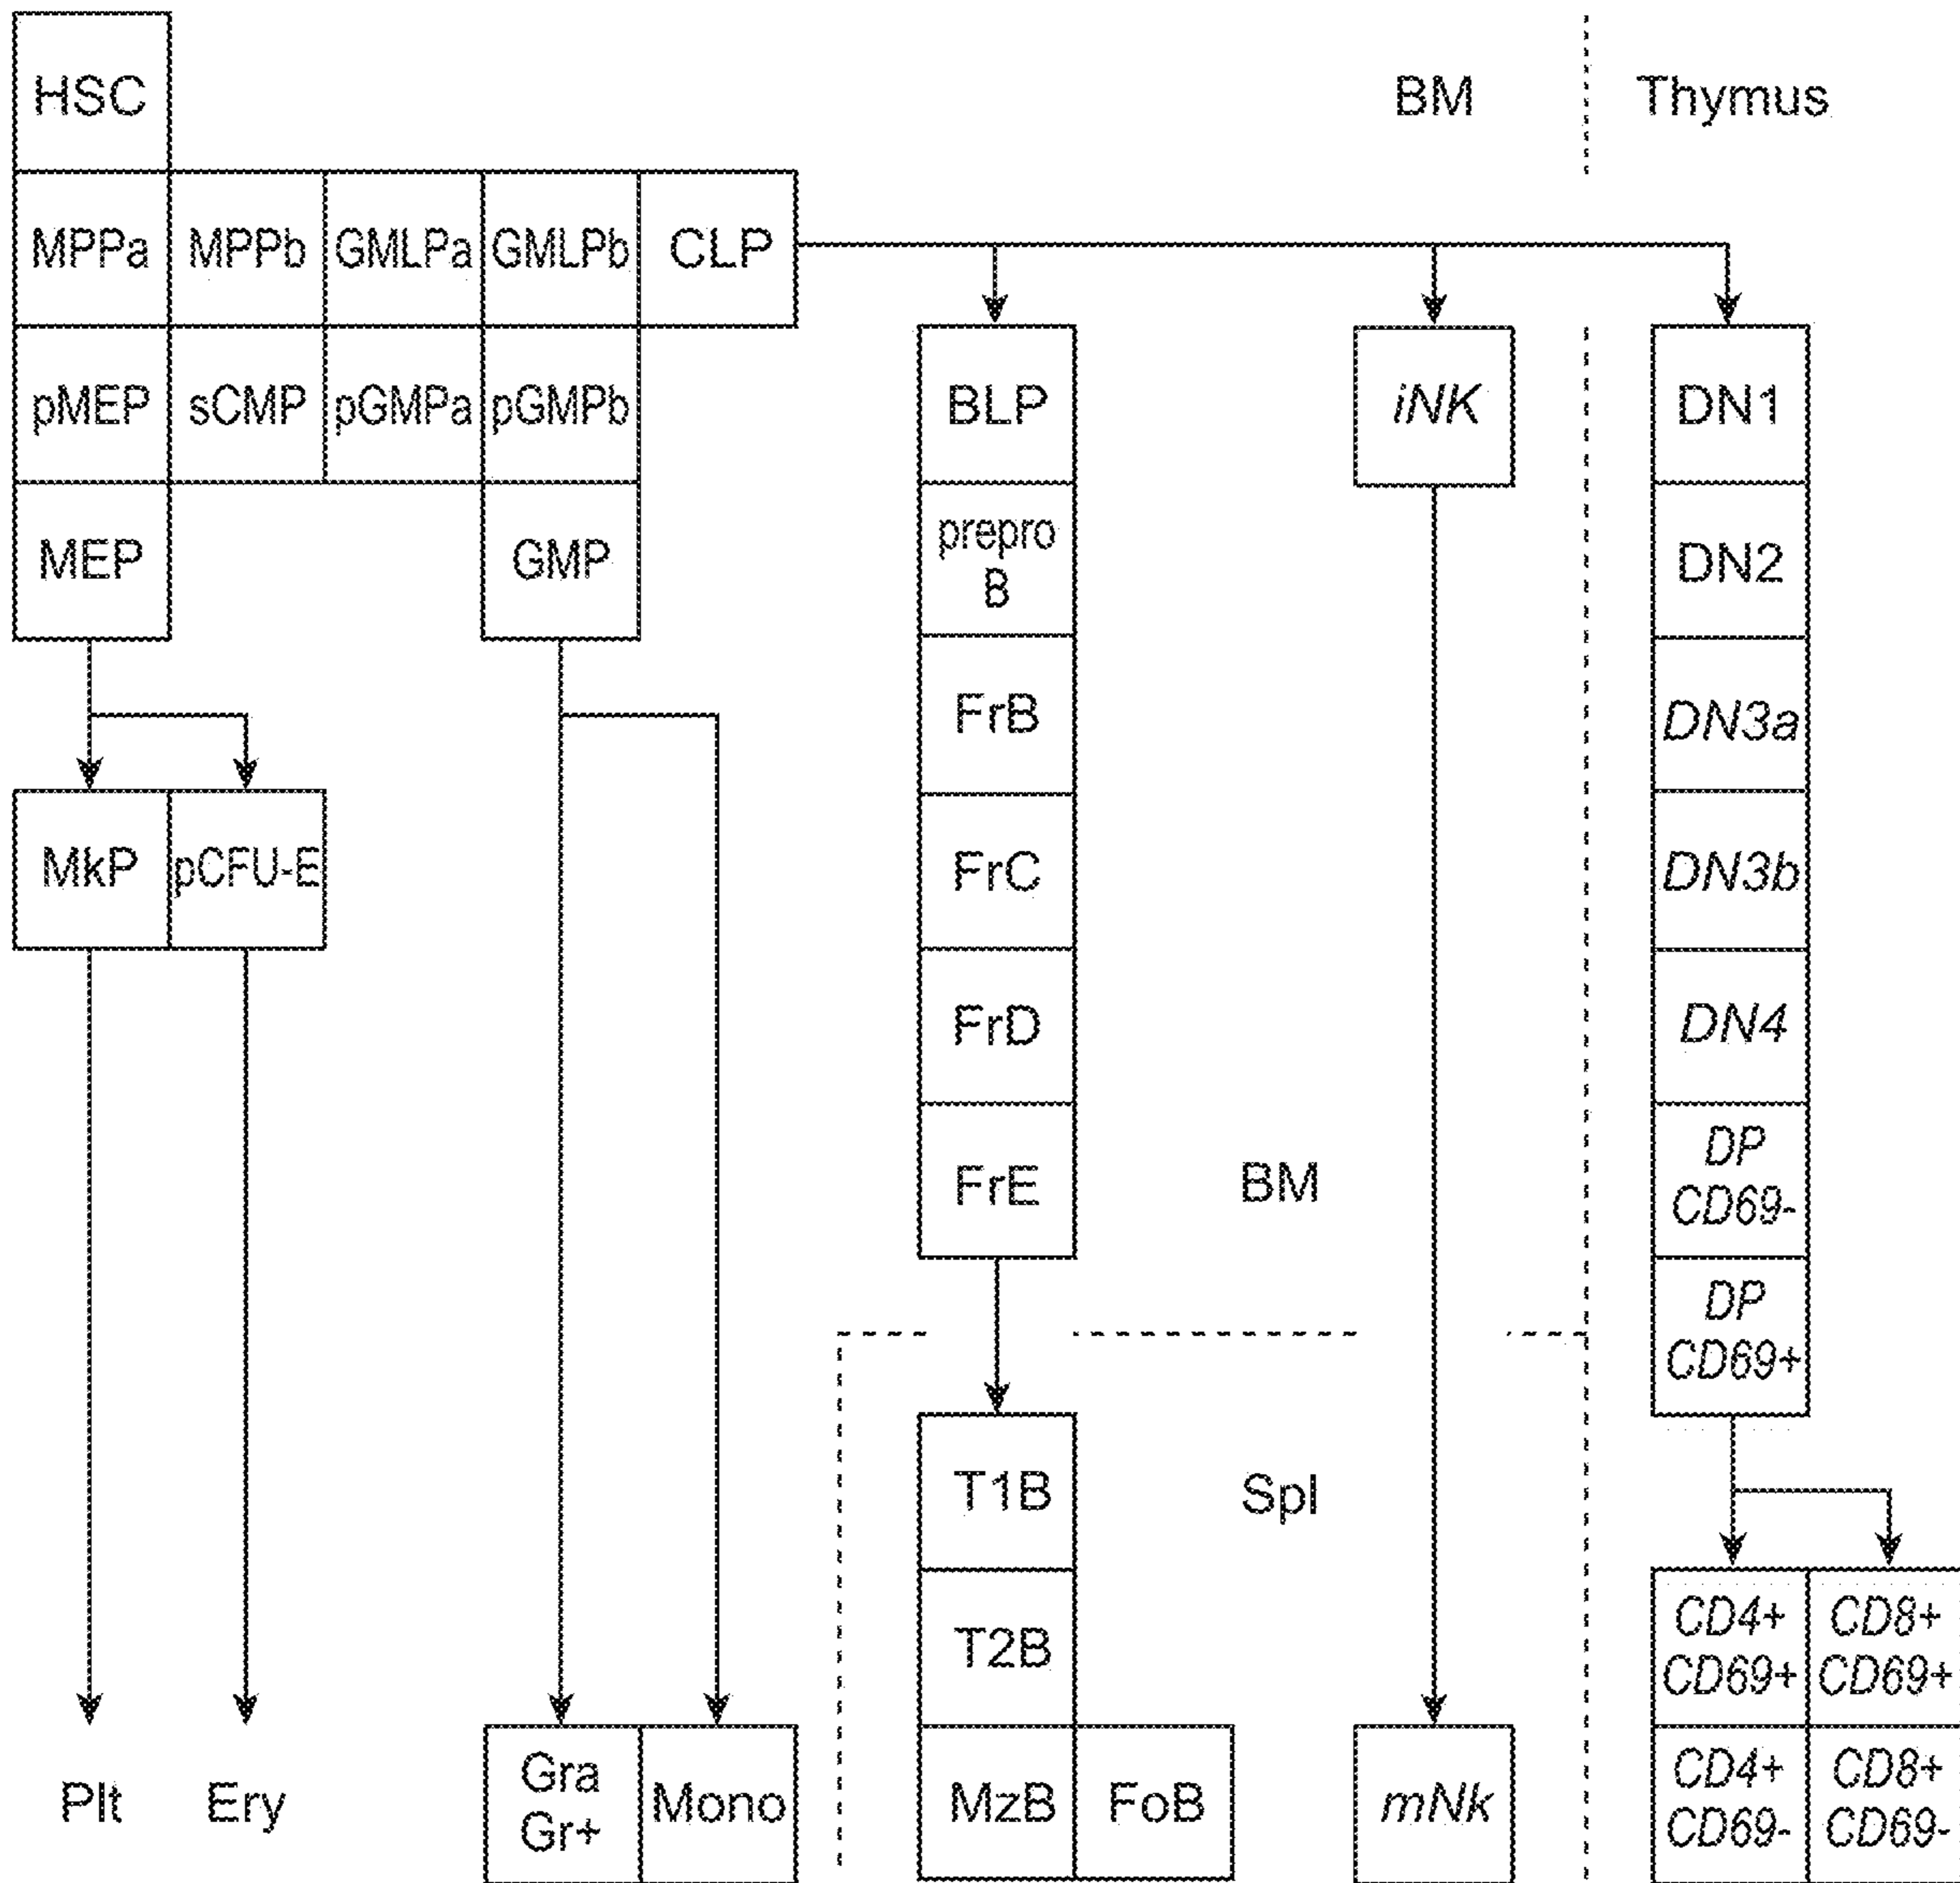 HSC
BM
Thymus
MPPa
MPPb
GMLPa
GMLPb
CLP
pMEP
sCMP
pGMPa
pGMPb
BLP
iNK
DN1
MEP
GMP
prepro
B
DN2
FrB
DN3a
MkP
pCFU-E
FrC
DN3b
FrD
DN4
FrE
BM
DP
CD69-
DP
CD69+
T1B
Spl
T2B
CD4+
CD69+
CD8+
CD69+
Plt
Ery
Gra
Gr+
Mono
MzB
FoB
mNk
CD4+
CD69-
CD8+
CD69-